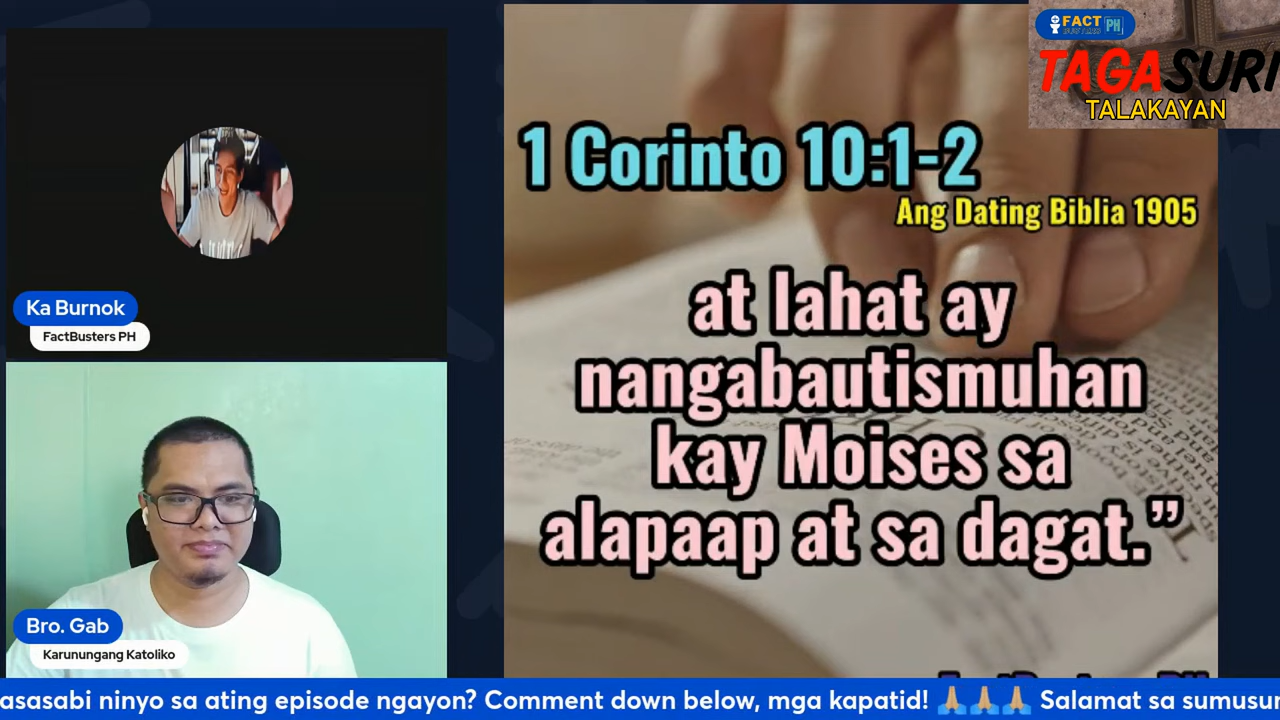 FACT
BUSTERS
PH
TAGASURI
TALAKAYAN
1 Corinto 10:1-2
Ang Dating Biblia 1905
at lahat ay
nangabautismuhan
kay Moises sa
alapaap at sa dagat.”
Ka Burnok
FactBusters PH
Bro. Gab
Karunungang Katoliko
asasabi ninyo sa ating episode ngayon? Comment down below, mga kapatid! 🙏🙏🙏 Salamat sa sumusu